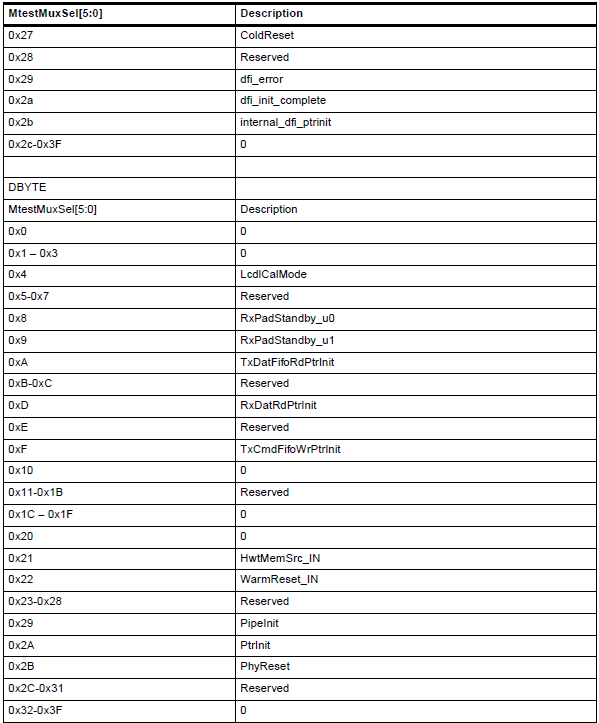 MtestMuxSel[5:0] Description
0x27 ColdReset
0x28 Reserved
0x29 dfi_error
0x2a dfi_init_complete
0x2b internal_dfi_ptrinit
0x2c-0x3F 0
DBYTE
MtestMuxSel[5:0] Description
0x0 0
0x1 – 0x3 0
0x4 LcdlCalMode
0x5-0x7 Reserved
0x8 RxPadStandby_u0
0x9 RxPadStandby_u1
0xA TxDatFifoRdPtrInit
0xB-0xC Reserved
0xD RxDatRdPtrInit
0xE Reserved
0xF TxCmdFifoWrPtrInit
0x10 0
0x11-0x1B Reserved
0x1C – 0x1F 0
0x20 0
0x21 HwtMemSrc_IN
0x22 WarmReset_IN
0x23-0x28 Reserved
0x29 PipeInit
0x2A PtrInit
0x2B PhyReset
0x2C-0x31 Reserved
0x32-0x3F 0